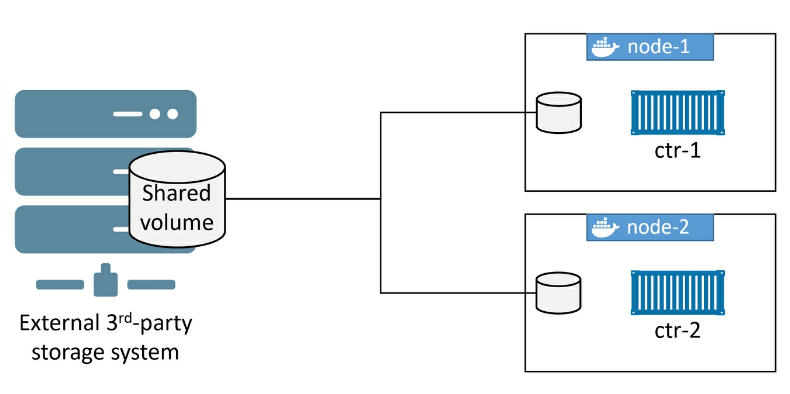 Shared
volume
External 3rd-party
storage system
node-1
ctr-1
node-2
ctr-2